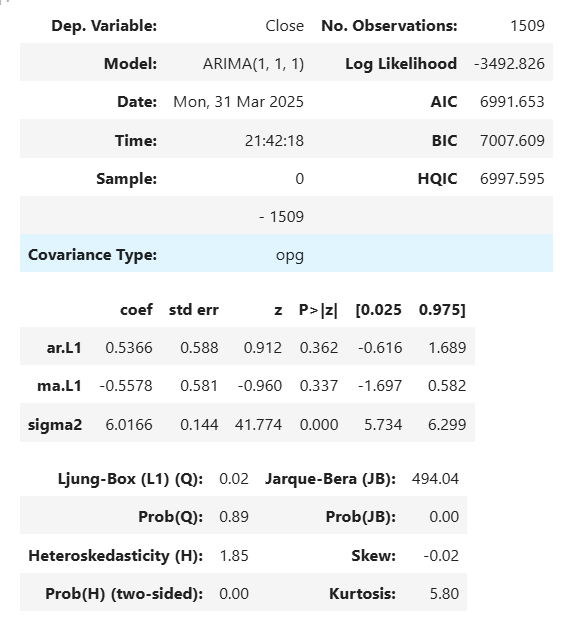 Dep. Variable: Close No. Observations: 1509
Model: ARIMA(1, 1, 1) Log Likelihood -3492.826
Date: Mon, 31 Mar 2025 AIC 6991.653
Time: 21:42:18 BIC 7007.609
Sample: 0 HQIC 6997.595
- 1509
Covariance Type: opg
coef std err z P>|z| [0.025 0.975]
ar.L1 0.5366 0.588 0.912 0.362 -0.616 1.689
ma.L1 -0.5578 0.581 -0.960 0.337 -1.697 0.582
sigma2 6.0166 0.144 41.774 0.000 5.734 6.299
Ljung-Box (L1) (Q): 0.02 Jarque-Bera (JB): 494.04
Prob(Q): 0.89 Prob(JB): 0.00
Heteroskedasticity (H): 1.85 Skew: -0.02
Prob(H) (two-sided): 0.00 Kurtosis: 5.80